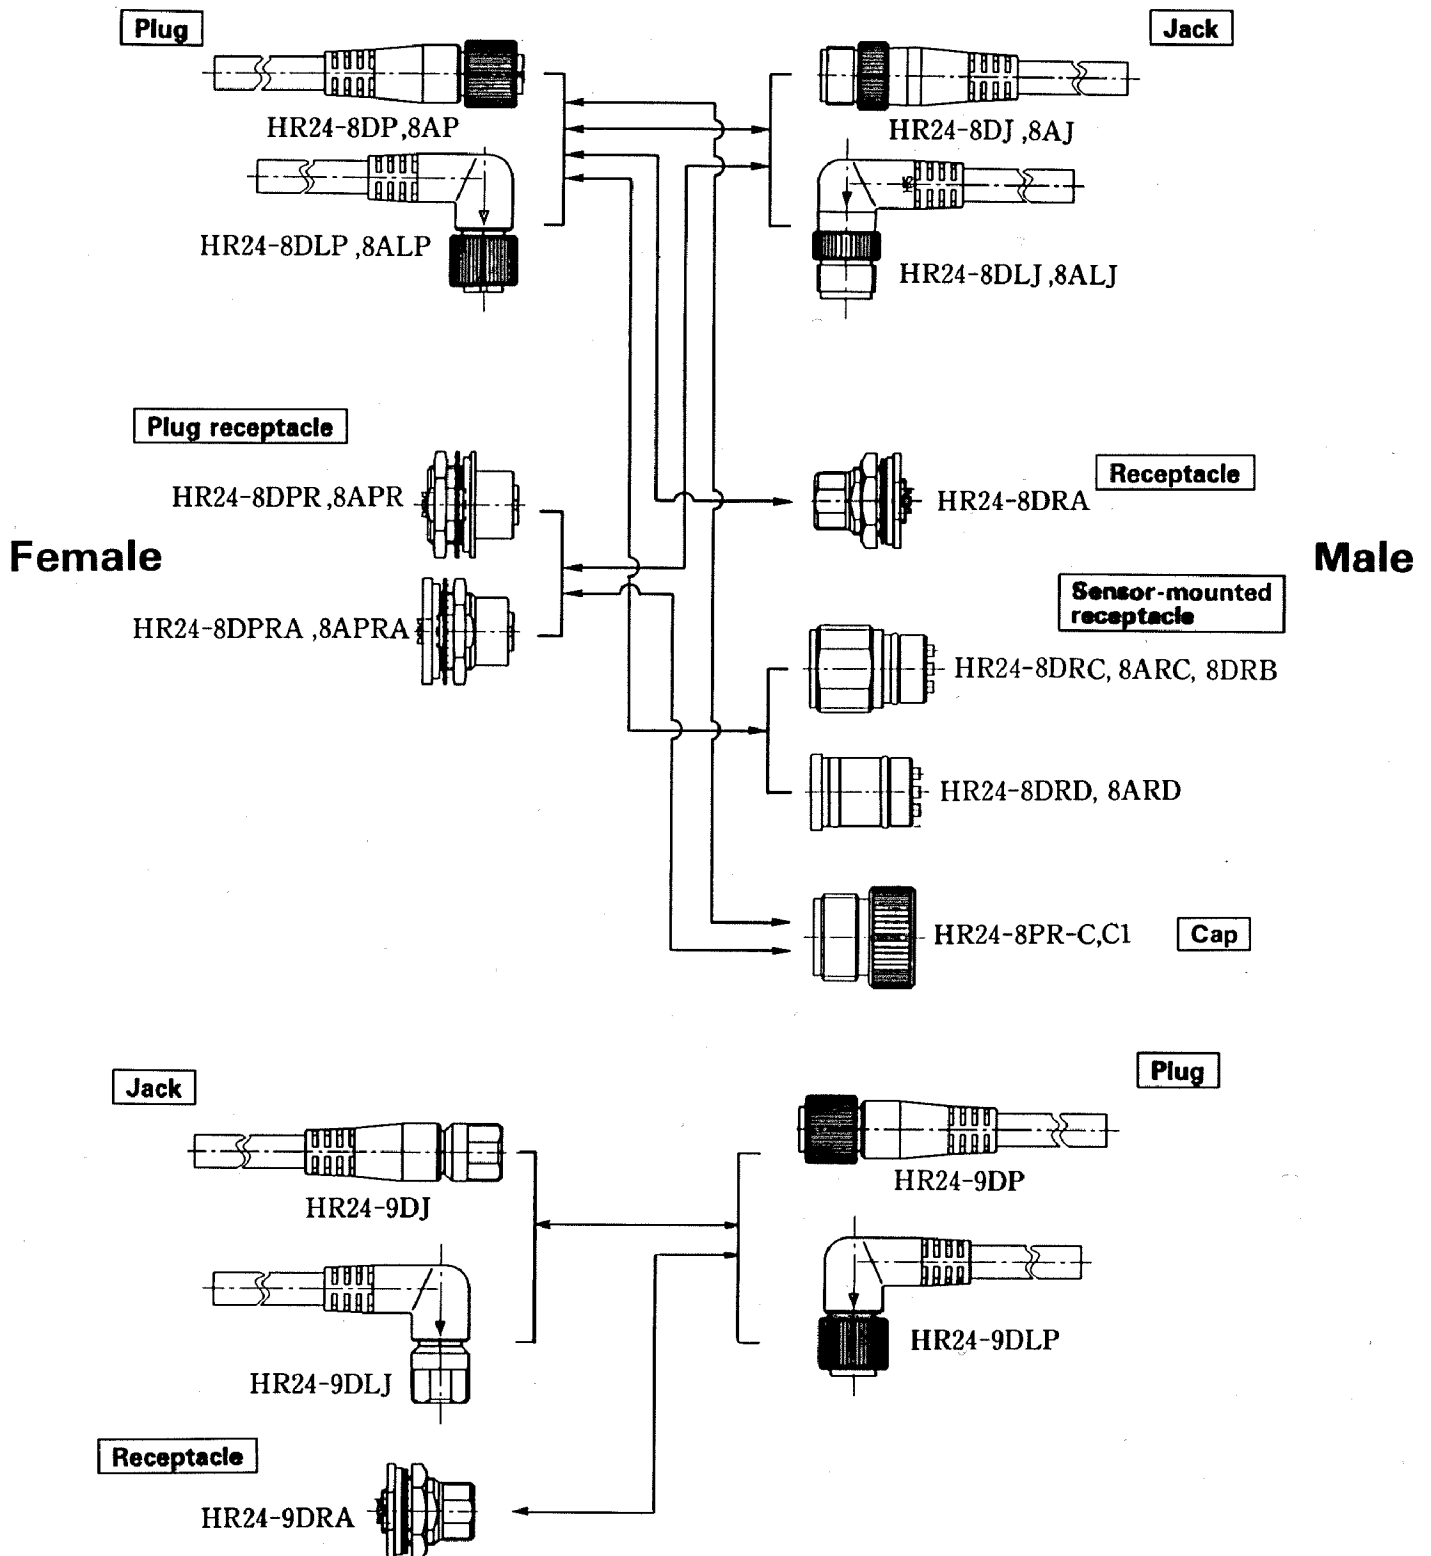 Plug
Jack
HR24-8DP,8AP
HR24-8DJ ,8AJ
HR24-8DLP ,8ALP
HR24-8DLJ ,8ALJ
Plug receptacle
HR24-8DPR ,8APR
Receptacle
HR24-8DRA
Female
Male
Sensor-mounted
receptacle
HR24-8DPRA ,8APRA
HR24-8DRC, 8ARC, 8DRB
HR24-8DRD, 8ARD
HR24-8PR-C,C1
Cap
Jack
Plug
HR24-9DJ
HR24-9DP
HR24-9DLJ
HR24-9DLP
Receptacle
HR24-9DRA